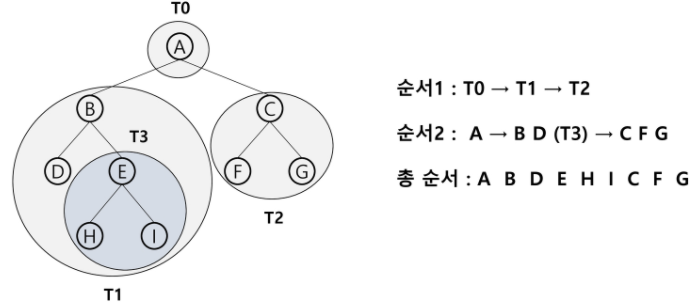 T0
A
B
C
T3
D
E
F
G
H
I
T2
T1
순서1 : T0 → T1 → T2
순서2 : A → B D (T3) → C F G
총 순서 : A B D E H I C F G